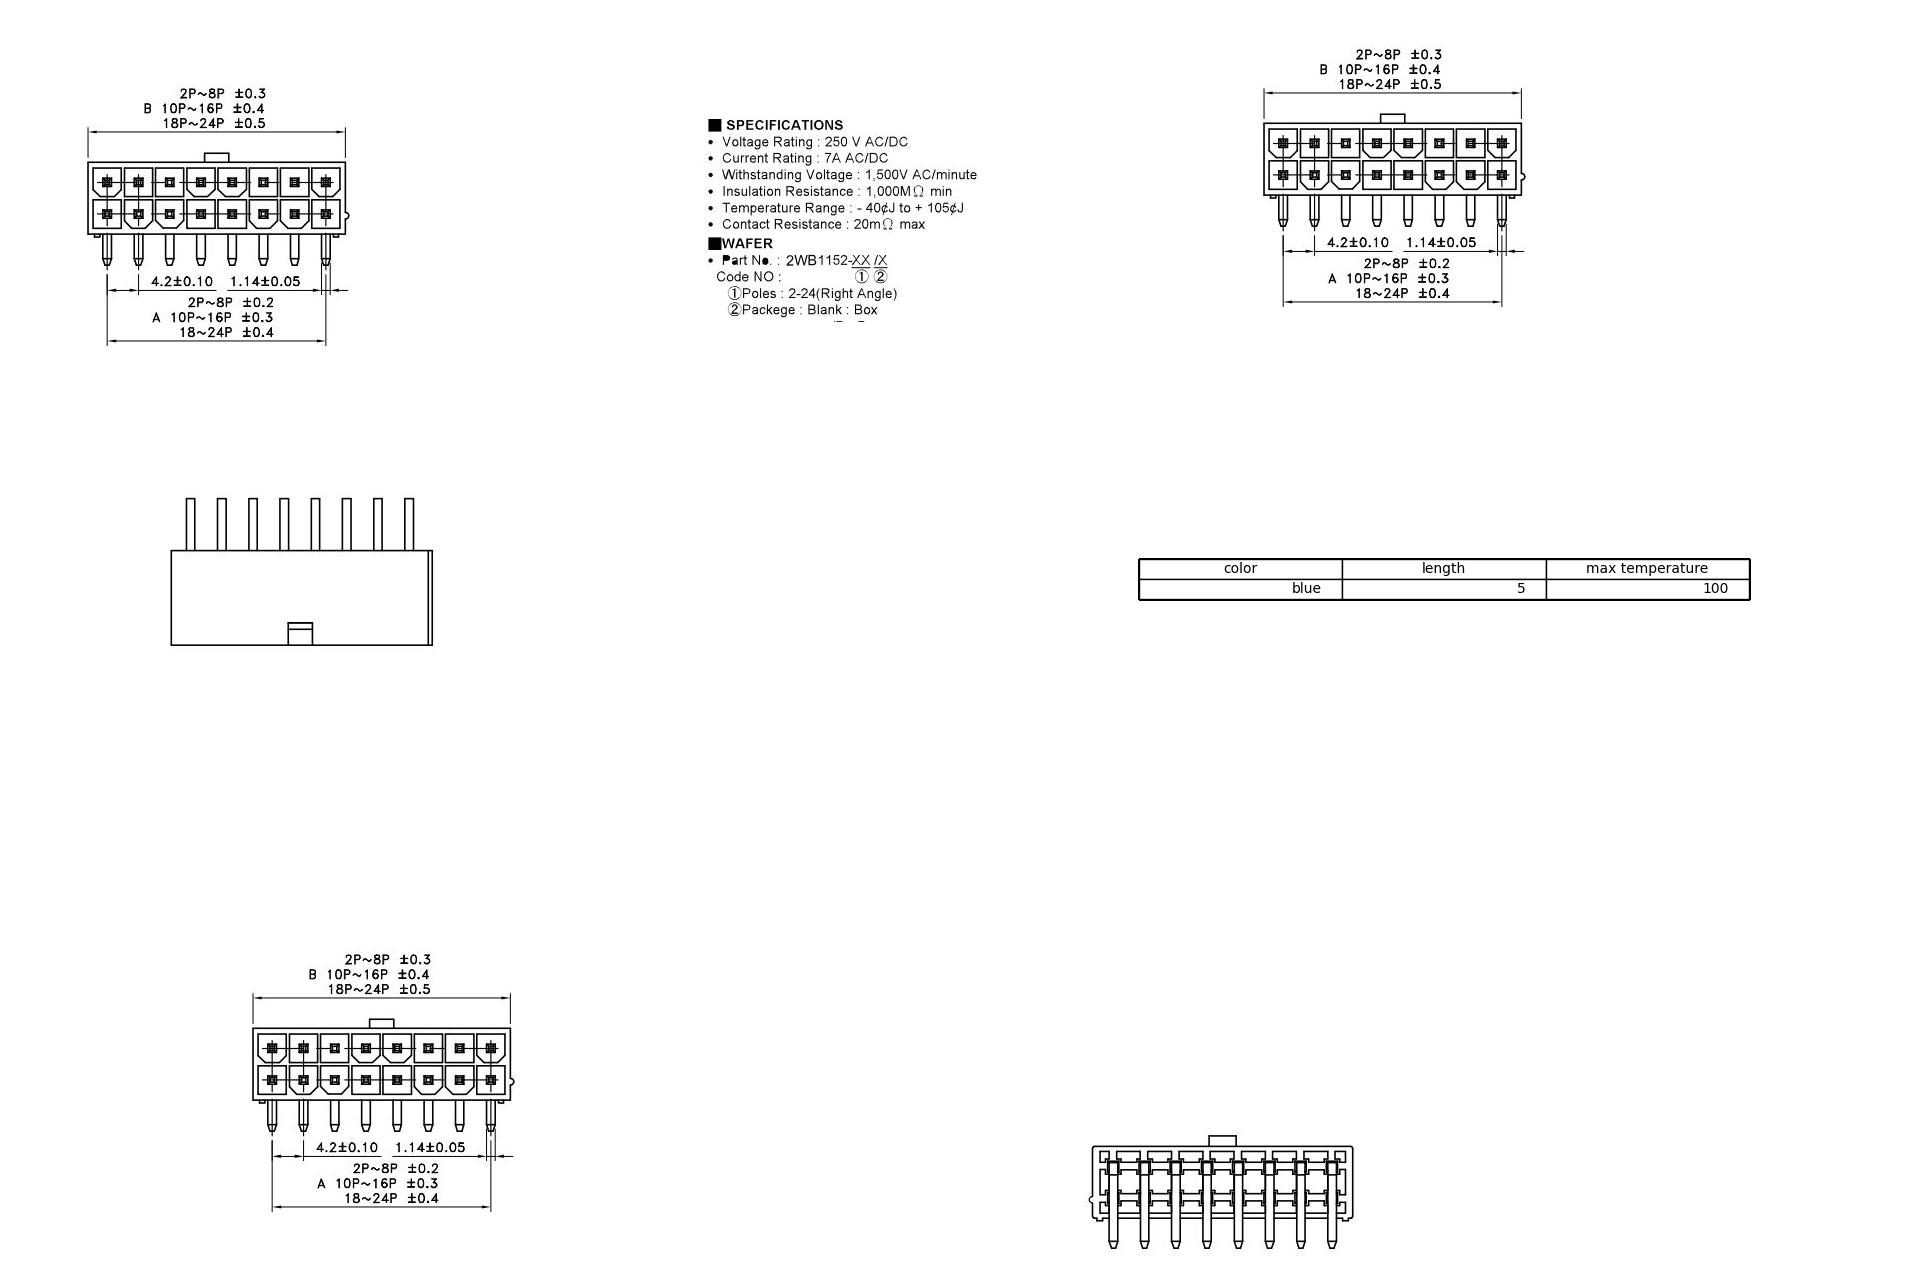 2P~8P ±0.3
B 10P~16P ±0.4
18P~24P ±0.5
4.2±0.10 1.14±0.05
2P~8P ±0.2
A 10P~16P ±0.3
18~24P ±0.4
■ SPECIFICATIONS
• Voltage Rating : 250 V AC/DC
• Current Rating : 7A AC/DC
• Withstanding Voltage : 1,500V AC/minute
• Insulation Resistance : 1,000MΩ min
• Temperature Range : - 40¢J to + 105¢J
• Contact Resistance : 20mΩ max
■WAFER
• Part No. : 2WB1152-XX /X
Code NO : ① ②
①Poles : 2-24(Right Angle)
②Packege : Blank : Box
2P~8P ±0.3
B 10P~16P ±0.4
18P~24P ±0.5
4.2±0.10 1.14±0.05
2P~8P ±0.2
A 10P~16P ±0.3
18~24P ±0.4
color length max temperature
blue 5 100
2P~8P ±0.3
B 10P~16P ±0.4
18P~24P ±0.5
4.2±0.10 1.14±0.05
2P~8P ±0.2
A 10P~16P ±0.3
18~24P ±0.4